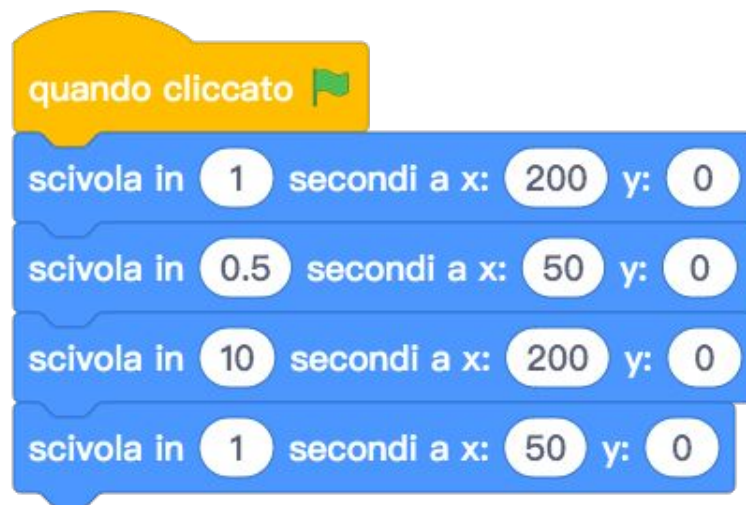 quando cliccato
scivola in 1 secondi a x: 200 y: 0
scivola in 0.5 secondi a x: 50 y: 0
scivola in 10 secondi a x: 200 y: 0
scivola in 1 secondi a x: 50 y: 0